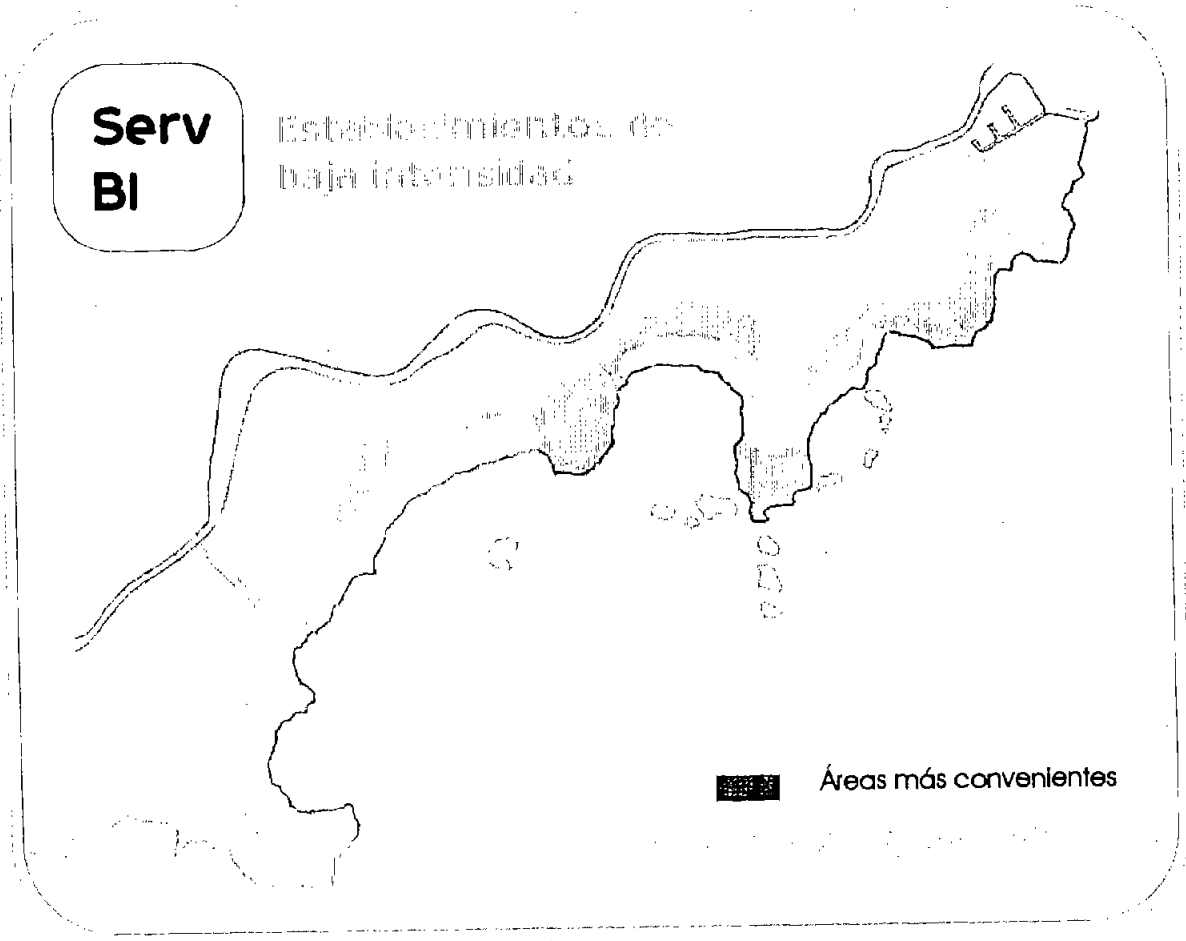 Serv
BI
Establecimientos de
baja intensidad
Áreas más convenientes